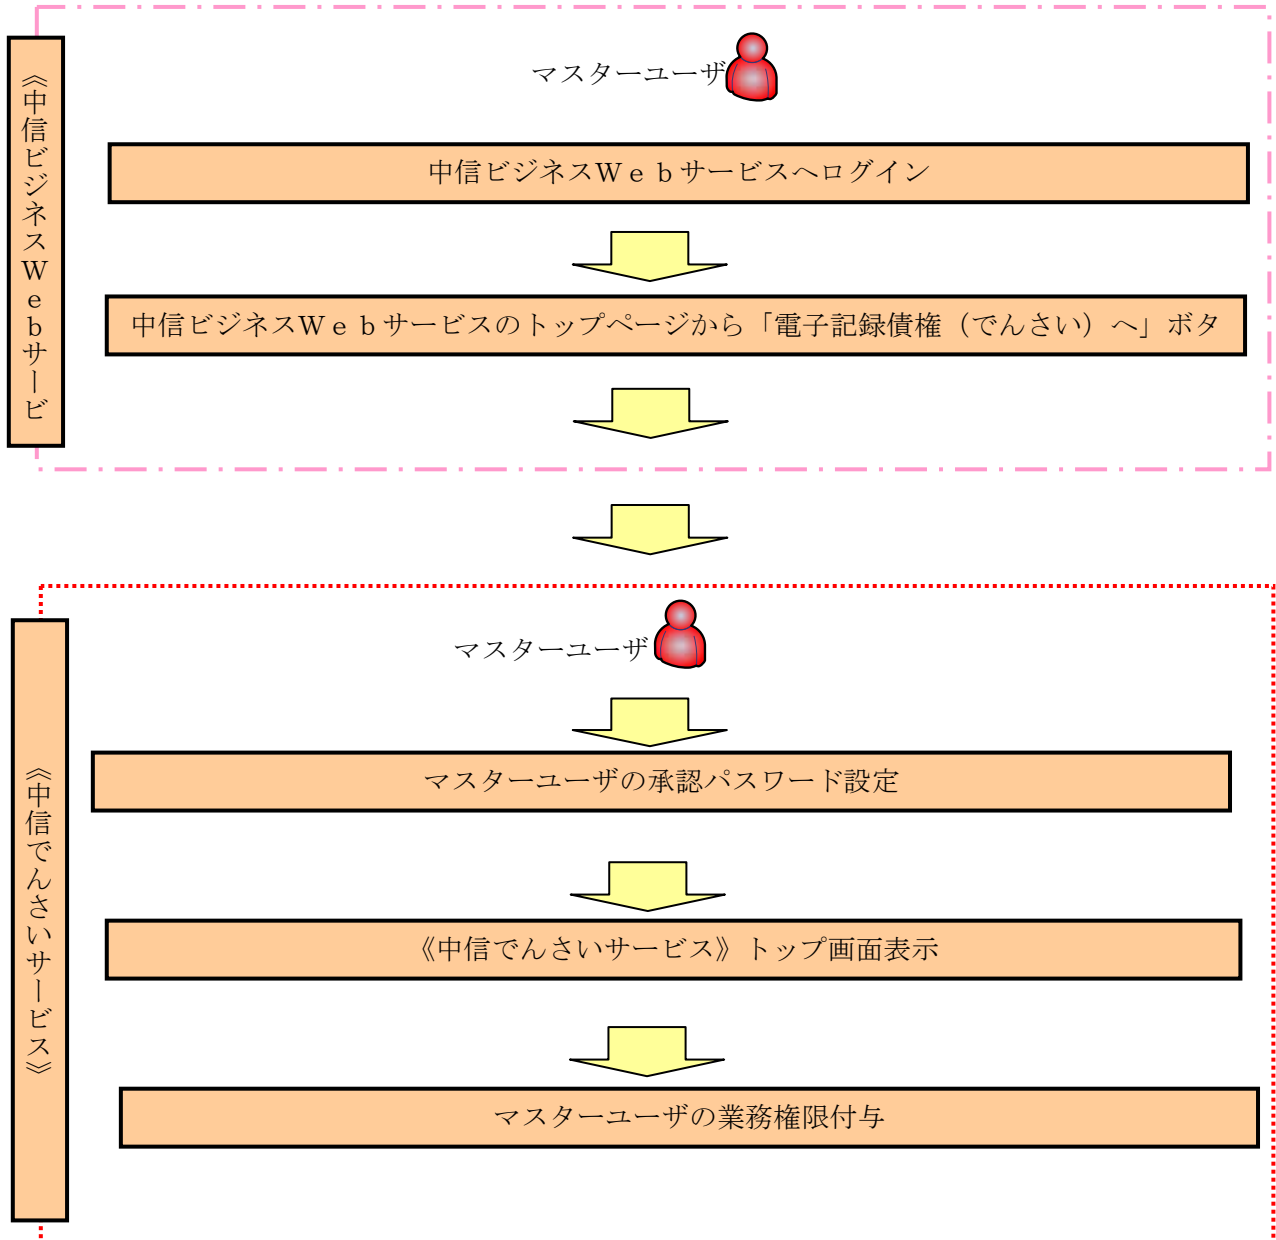 《中信ビジネスＷｅｂサービ
マスターユーザ
中信ビジネスＷｅｂサービスへログイン
中信ビジネスＷｅｂサービスのトップページから「電子記録債権（でんさい）へ」ボタ
《中信でんさいサービス》
マスターユーザ
マスターユーザの承認パスワード設定
《中信でんさいサービス》トップ画面表示
マスターユーザの業務権限付与